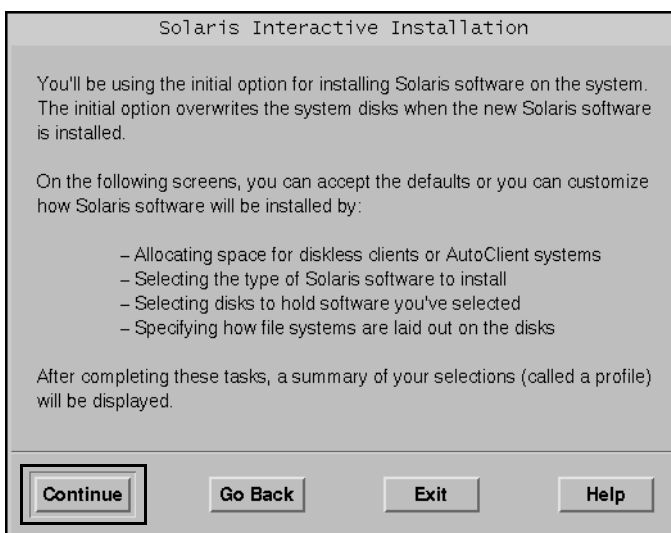 Solaris Interactive Installation
You'll be using the initial option for installing Solaris software on the system.
The initial option overwrites the system disks when the new Solaris software
is installed.
On the following screens, you can accept the defaults or you can customize
how Solaris software will be installed by:
– Allocating space for diskless clients or AutoClient systems
– Selecting the type of Solaris software to install
– Selecting disks to hold software you've selected
– Specifying how file systems are laid out on the disks
After completing these tasks, a summary of your selections (called a profile)
will be displayed.
Continue Go Back Exit Help